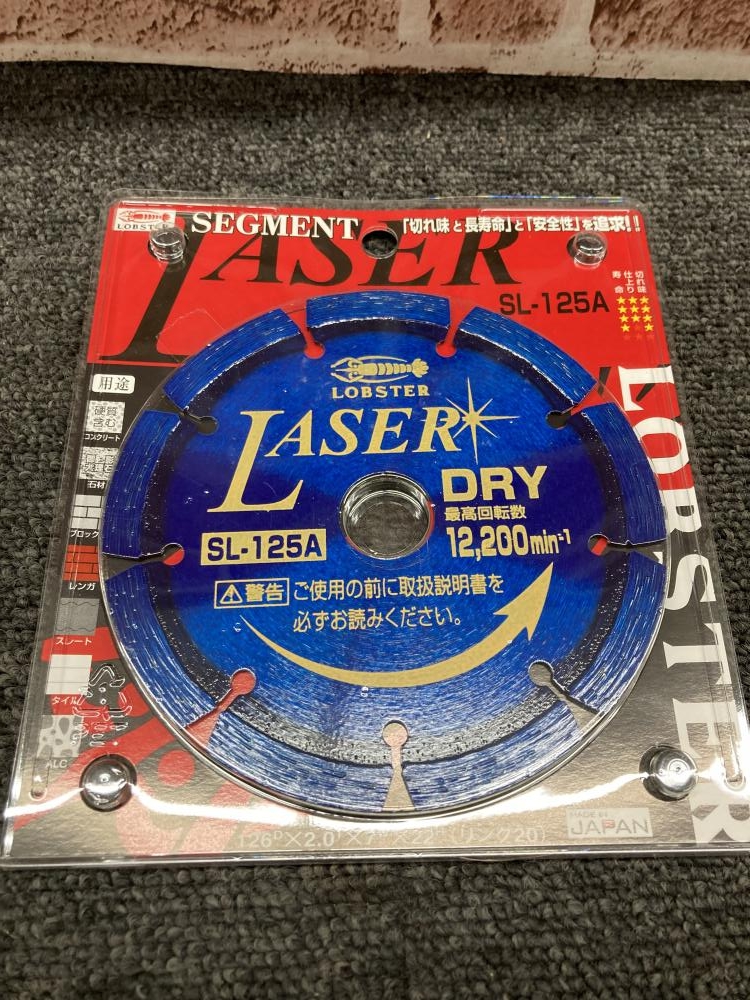 LOBSTER
SEGMENT
「切れ味と長寿命」と「安全性」を追求!!
LASER
SL-125A
切れ味
仕上り
寿命
用途
硬質含む
コンクリート
石材
ブロック
レンガ
スレート
タイル
ALC
LOBSTER
LOBSTER
LASER
DRY
最高回転数
12,200min-1
SL-125A
警告 ご使用の前に取扱説明書を
必ずお読みください。
MADE IN
JAPAN